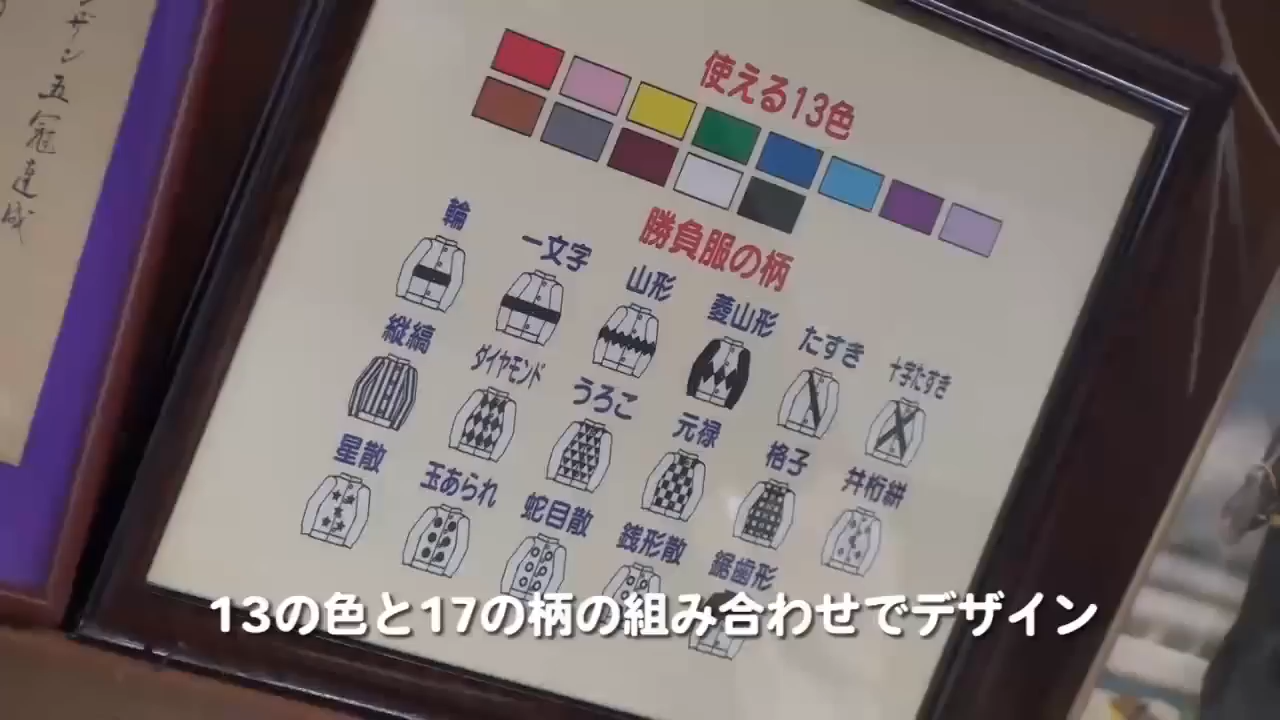 ザン五冠達成
使える13色
勝負服の柄
輪 一文字 山形 菱山形 たすき 十字たすき
縦縞 ダイヤモンド うろこ 元禄 格子 井桁絣
星散 玉あられ 蛇目散 銭形散 鋸歯形
13の色と17の柄の組み合わせでデザイン